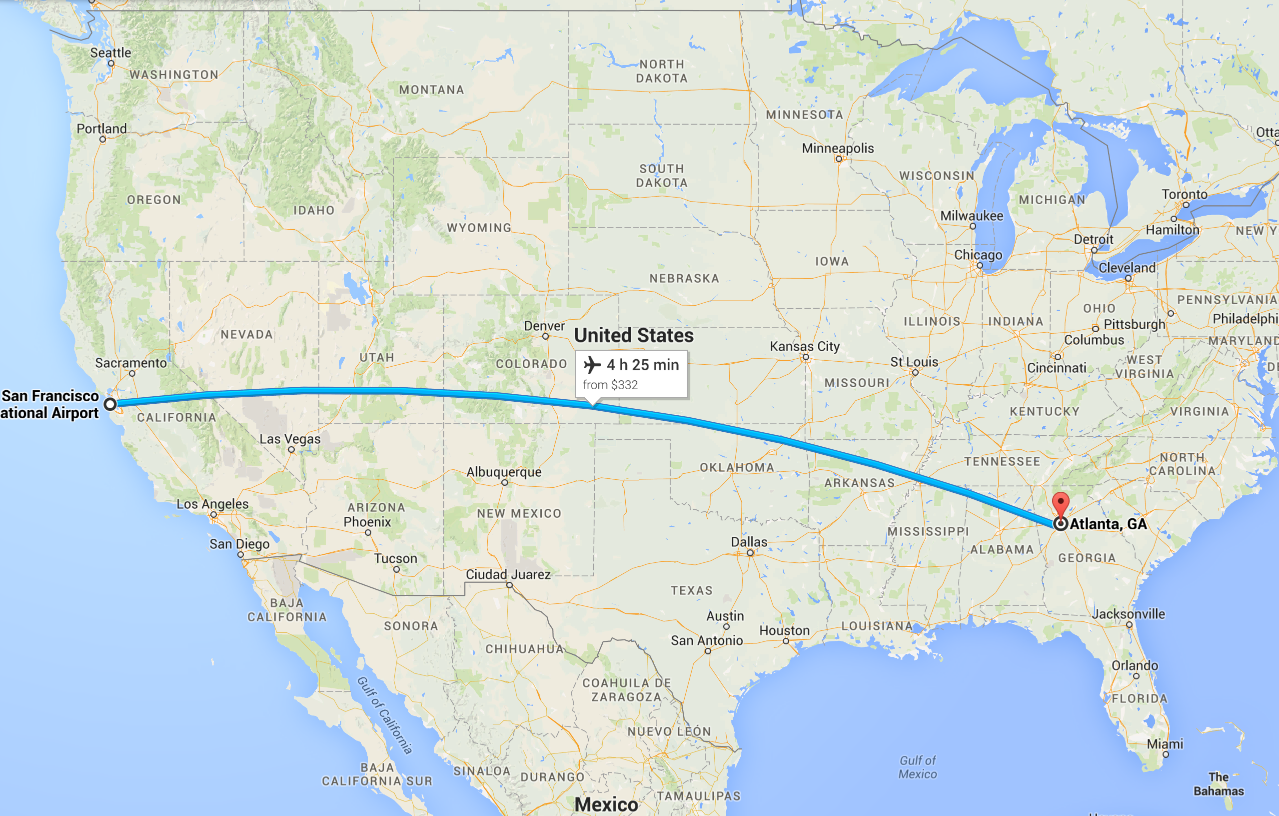 Seattle
WASHINGTON
MONTANA
NORTH
DAKOTA
MINNESOTA
Portland
Minneapolis
Otta
SOUTH
DAKOTA
WISCONSIN
OREGON
IDAHO
MICHIGAN
Toronto
Milwaukee
Hamilton
NEW Y
WYOMING
Detroit
Chicago
IOWA
Cleveland
NEBRASKA
PENNSYLVANIA
OHIO
ILLINOIS
INDIANA
Pittsburgh
Philadelphi
Columbus
MARYLAND
NEVADA
Denver
United States
Kansas City
UTAH
COLORADO
4 h 25 min
from $332
St Louis
Cincinnati
WEST
VIRGINIA
DE
Sacramento
MISSOURI
San Francisco
ational Airport
CALIFORNIA
KENTUCKY
VIRGINIA
Las Vegas
TENNESSEE
NORTH
CAROLINA
Albuquerque
OKLAHOMA
ARKANSAS
Los Angeles
ARIZONA
Phoenix
NEW MEXICO
Atlanta, GA
MISSISSIPPI
San Diego
Dallas
ALABAMA
GEORGIA
Tucson
Ciudad Juarez
TEXAS
BAJA
CALIFORNIA
SONORA
Austin
San Antonio
Houston
LOUISIANA
Jacksonville
CHIHUAHUA
Orlando
COAHUILA DE
ZARAGOZA
FLORIDA
Gulf of California
NUEVO LEÓN
Miami
Gulf of
Mexico
BAJA
CALIFORNIA SUR
SINALOA
DURANGO
The
Bahamas
TAMAULIPAS
Mexico